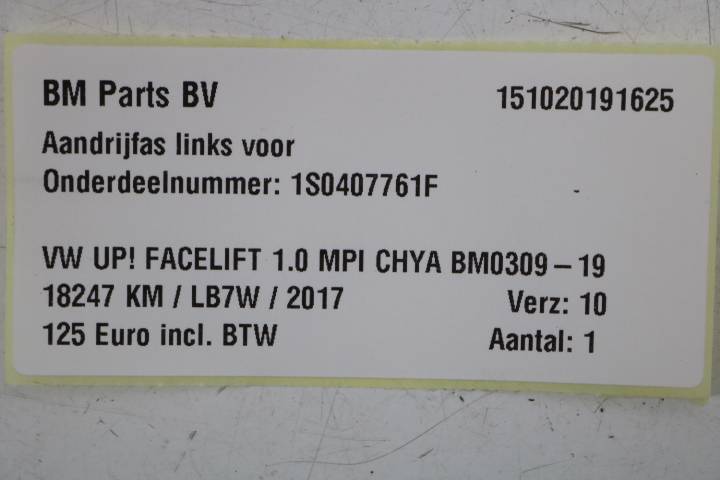 BM Parts BV 151020191625
Aandrijfas links voor
Onderdeelnummer: 1S0407761F -
VW UP! FACELIFT 1.0 MPI CHYA BM0309-19
18247 KM / LB7W / 2017 Verz: 10
125 Euro incl. BTW Aantal: 1